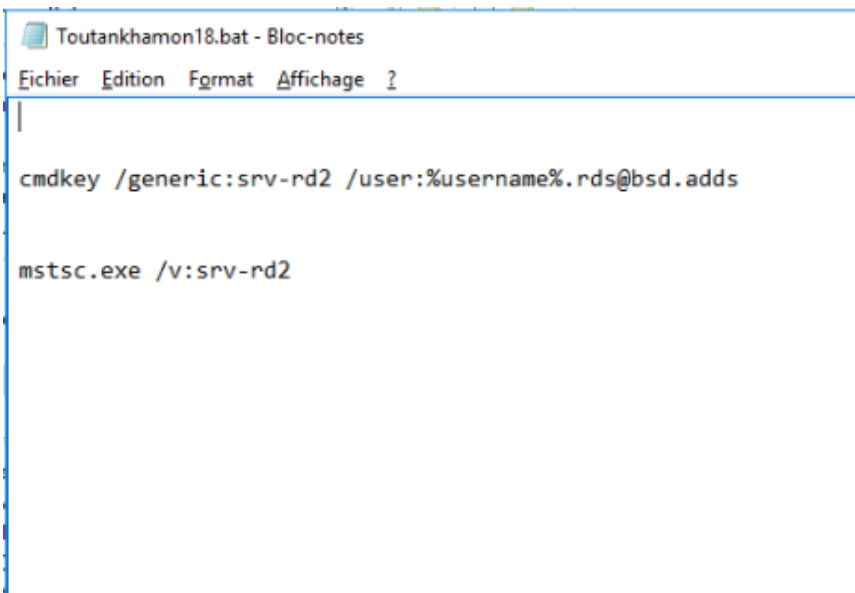 Toutankhamon18.bat - Bloc-notes
Fichier Edition Format Affichage ?
cmdkey /generic:srv-rd2 /user:%username%.rds@bsd.adds
mstsc.exe /v:srv-rd2